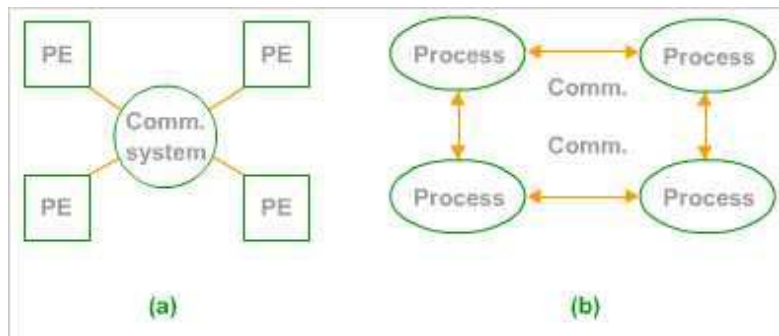 PE
PE
Comm.
system
PE
PE
(a)
Process
Process
Comm.
Comm.
Process
Process
(b)